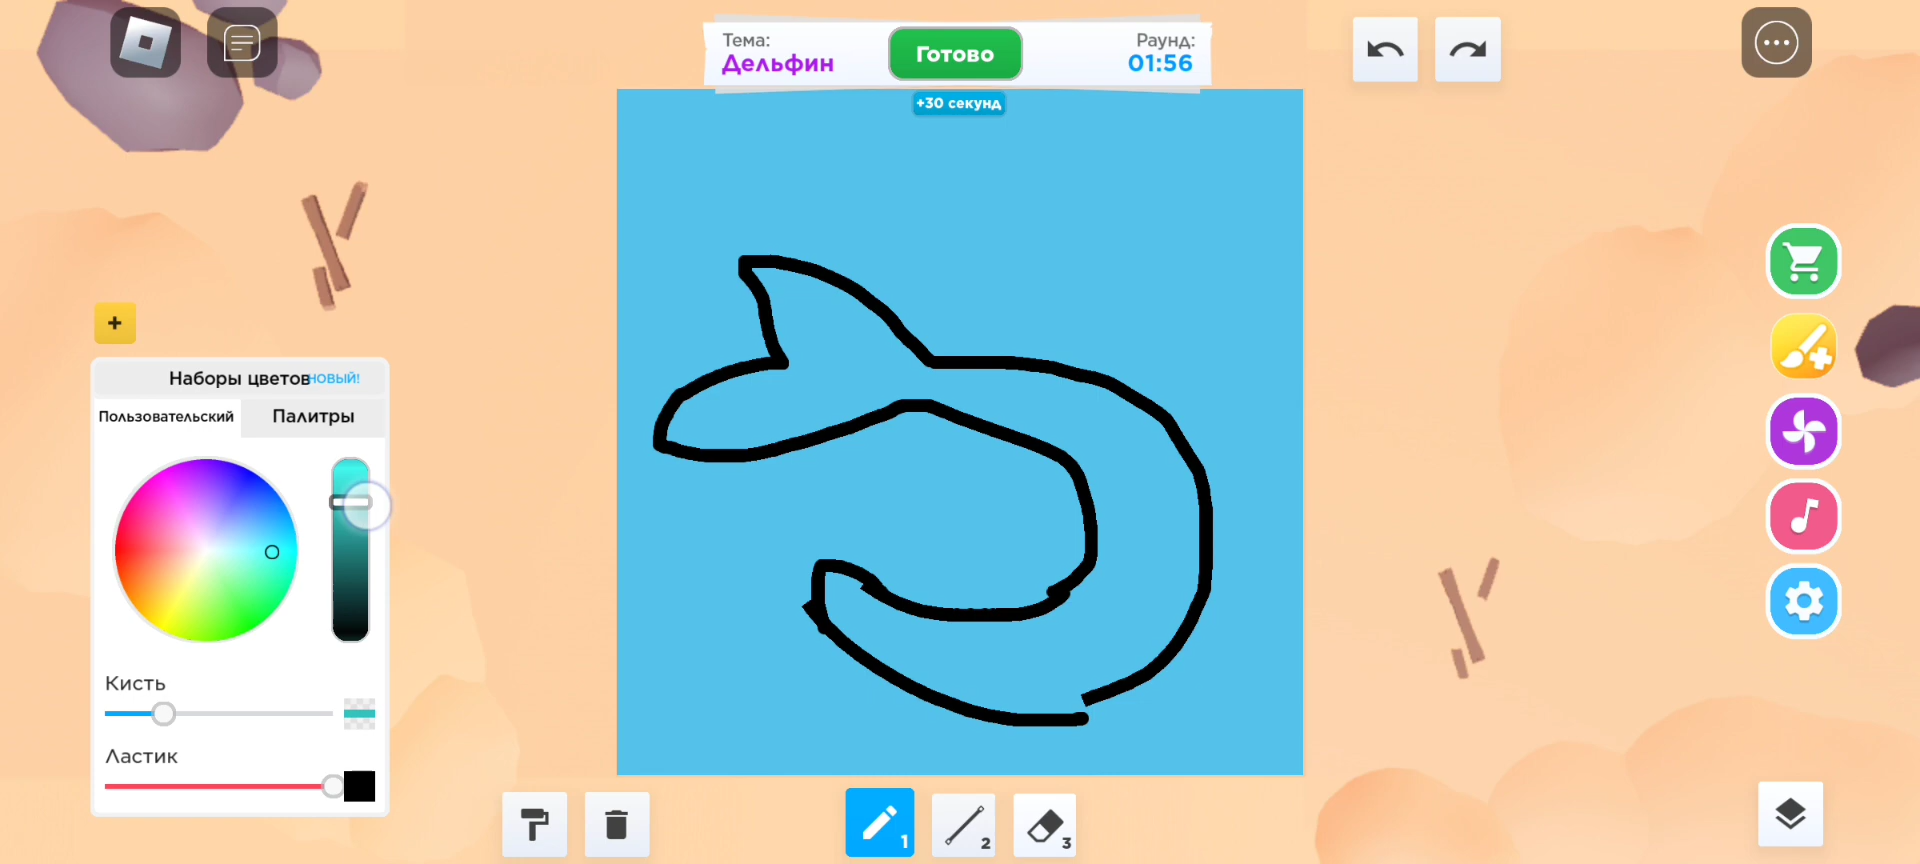 Тема:
Дельфин
Готово
Раунд:
01:56
+30 секунд
+
Наборы цветов НОВЫЙ!
Пользовательский
Палитры
Кисть
Ластик
1
2
3